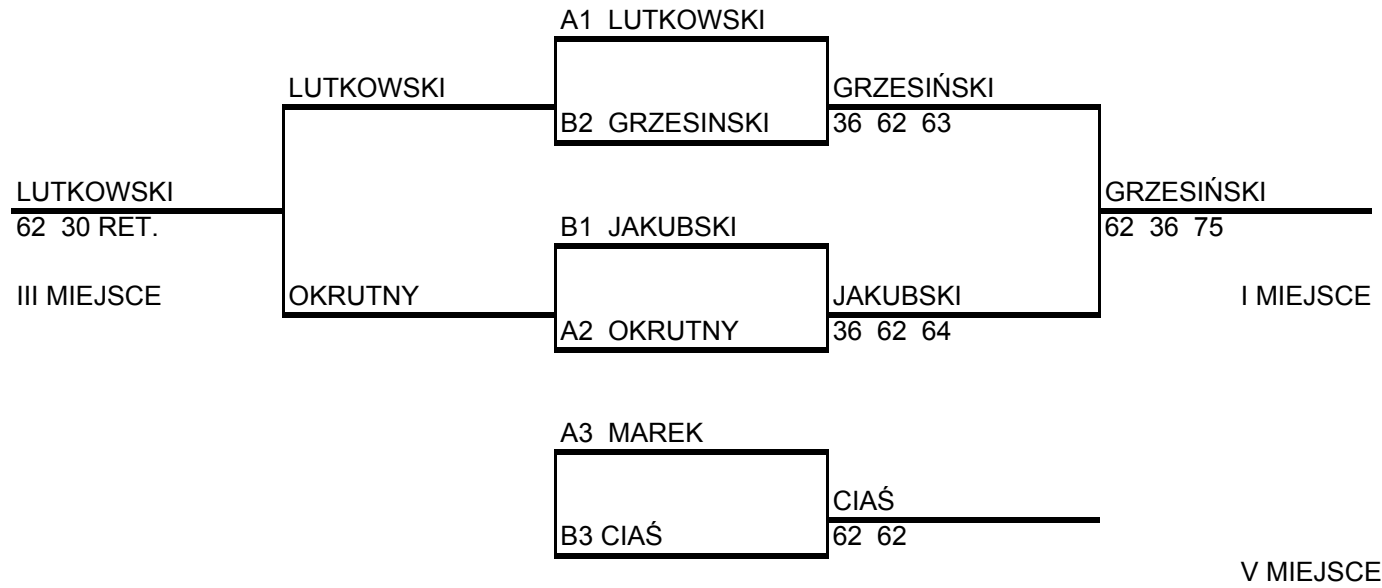 A1 LUTKOWSKI
LUTKOWSKI
GRZESIŃSKI
B2 GRZESINSKI
36 62 63
LUTKOWSKI
GRZESIŃSKI
62 30 RET.
B1 JAKUBSKI
62 36 75
III MIEJSCE
OKRUTNY
JAKUBSKI
I MIEJSCE
A2 OKRUTNY
36 62 64
A3 MAREK
CIAŚ
B3 CIAŚ
62 62
V MIEJSCE